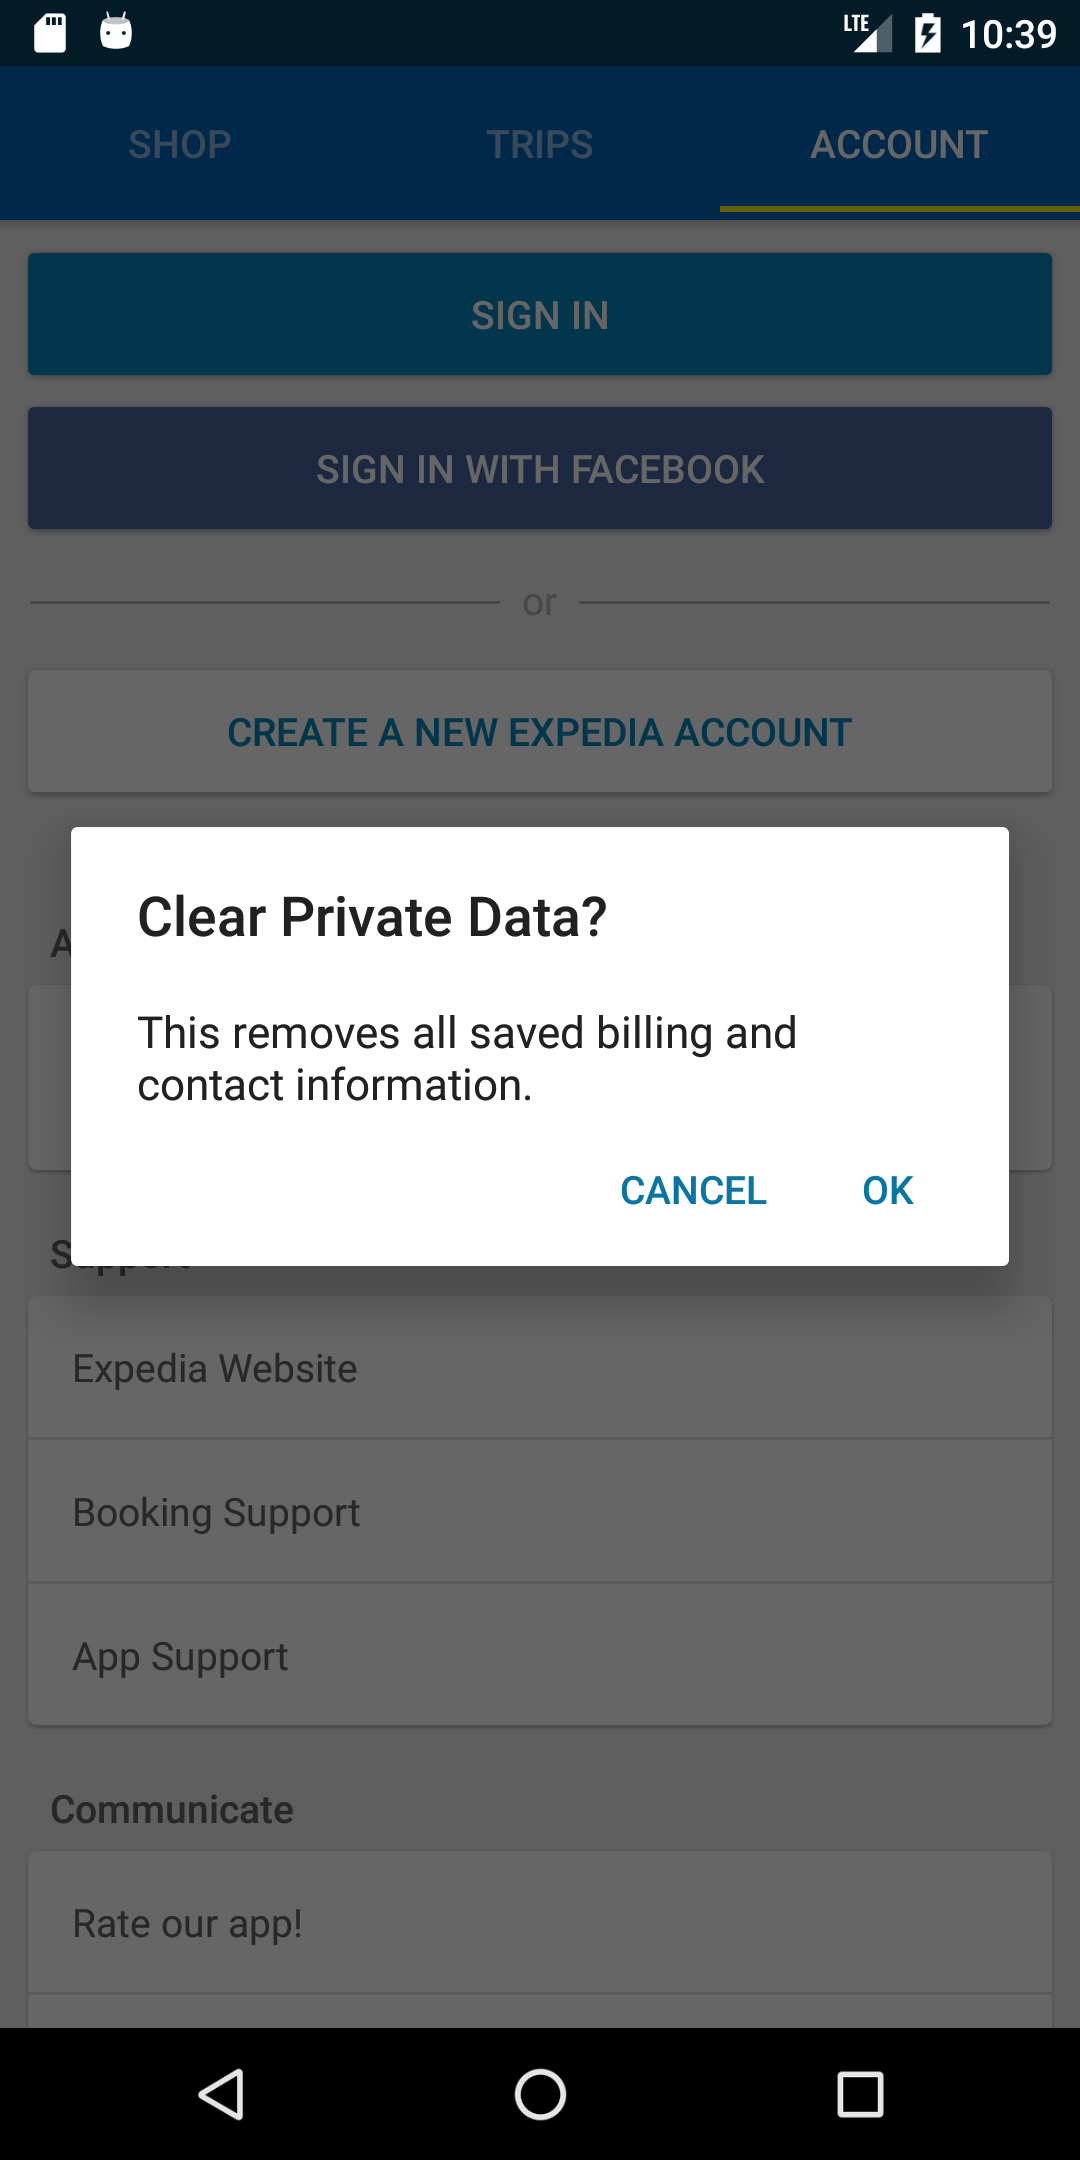 LTE 10:39
SHOP TRIPS ACCOUNT
SIGN IN
SIGN IN WITH FACEBOOK
or
CREATE A NEW EXPEDIA ACCOUNT
Clear Private Data?
This removes all saved billing and
contact information.
CANCEL OK
Support
Expedia Website
Booking Support
App Support
Communicate
Rate our app!